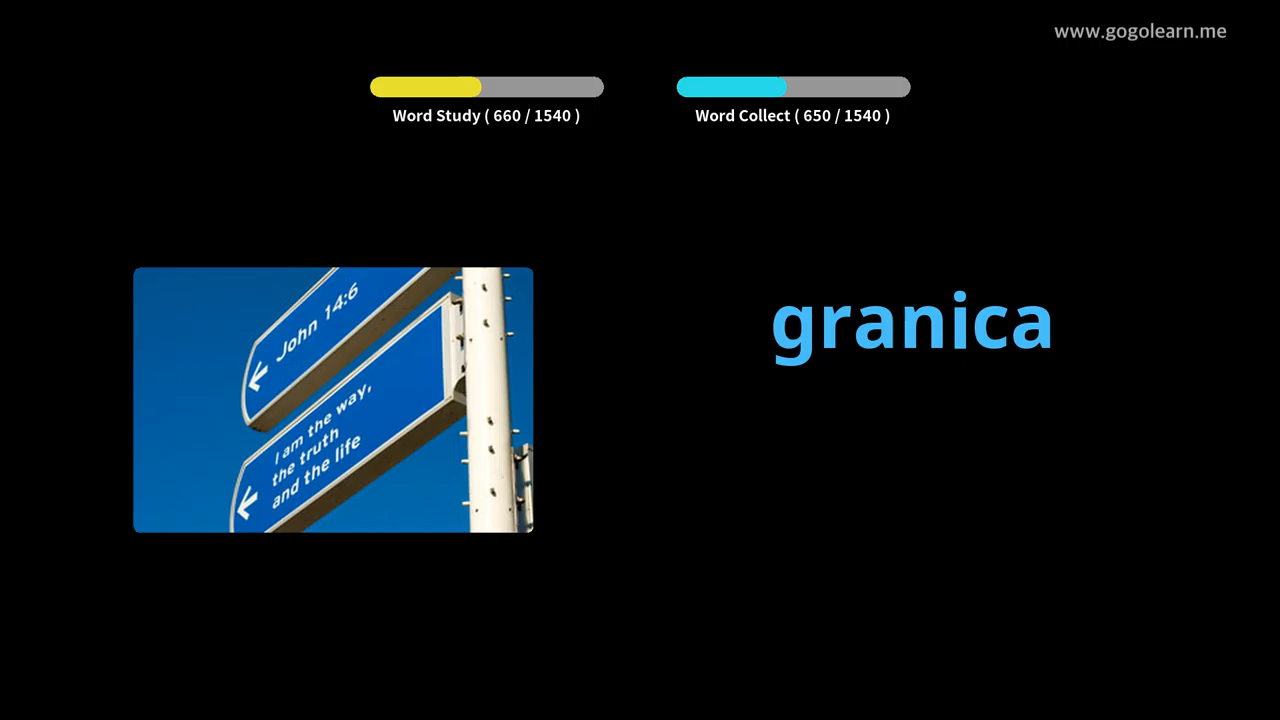 www.gogolearn.me
Word Study ( 660 / 1540 )
Word Collect ( 650 / 1540 )
John 14:6
I am the way,
the truth
and the life
granica